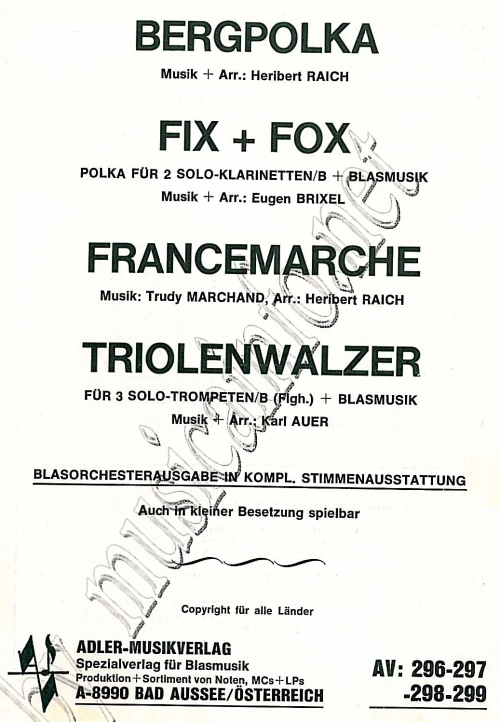 BERGPOLKA
Musik + Arr.: Heribert RAICH
FIX + FOX
POLKA FÜR 2 SOLO-KLARINETTEN/B + BLASMUSIK
Musik + Arr.: Eugen BRIXEL
FRANCEMARCHE
Musik: Trudy MARCHAND, Arr.: Heribert RAICH
TRIOLENWALZER
FÜR 3 SOLO-TROMPETEN/B (Flgh.) + BLASMUSIK
Musik + Arr.: Karl AUER
BLASORCHESTERAUSGABE IN KOMPL. STIMMENAUSSTATTUNG
Auch in kleiner Besetzung spielbar
Copyright für alle Länder
ADLER-MUSIKVERLAG
Spezialverlag für Blasmusik
Produktion+Sortiment von Noten, MCs+LPs
A-8990 BAD AUSSEE/ÖSTERREICH
AV: 296-297
-298-299
by musicainfo.net